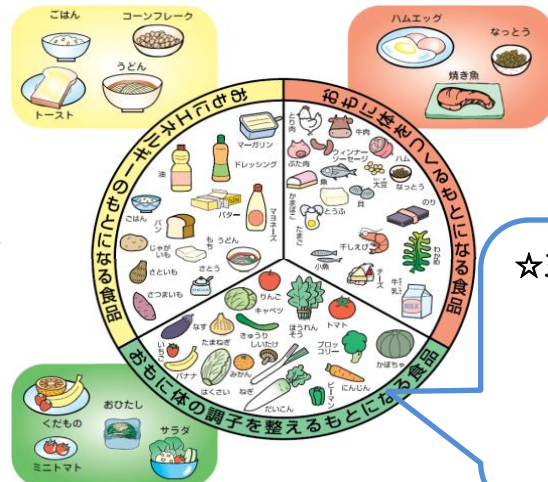 ごはん
コーンフレーク
うどん
トースト
ハムエッグ
なっとう
焼き魚
おもにエネルギーのもとになる食品
マーガリン
油
ドレッシング
バター
マヨネーズ
ごはん
パン
じゃがいも
もち
うどん
さといも
さとう
さつまいも
おもに体をつくるもとになる食品
とり肉
牛肉
ぶた肉
ウィンナーソーセージ
ハム
魚
大豆
なっとう
かまぼこ
とうふ
貝
のり
たまご
干しえび
わかめ
小魚
チーズ
牛乳
☆
りんご
キャベツ
なす
たまねぎ
きゅうり
しいたけ
ほうれんそう
トマト
ブロッコリー
かぼちゃ
いちご
バナナ
みかん
はくさい
ねぎ
だいこん
ピーマン
にんじん
おもに体の調子を整えるもとになる食品
くだもの
おひたし
ミニトマト
サラダ